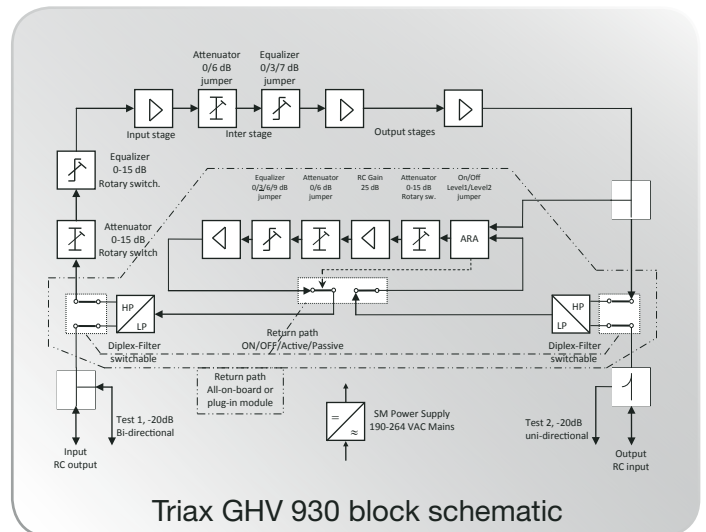 Attenuator
0/6 dB
jumper
Equalizer
0/3/7 dB
jumper
Input stage
Inter stage
Output stages
Equalizer
0-15 dB
Rotary switch.
Attenuator
0-15 dB
Rotary switch
Equalizer
0/3/6/9 dB
jumper
Attenuator
0/6 dB
jumper
RC Gain
25 dB
Attenuator
0-15 dB
Rotary sw.
On/Off
Level1/Level2
jumper
ARA
HP
LP
Diplex-Filter
switchable
Return path
ON/OFF/Active/Passive
HP
LP
Diplex-Filter
switchable
Return path
All-on-board or
plug-in module
Test 1, -20dB
Bi-directional
Input
RC output
=
≈
SM Power Supply
190-264 VAC Mains
Test 2, -20dB
uni-directional
Output
RC input
Triax GHV 930 block schematic